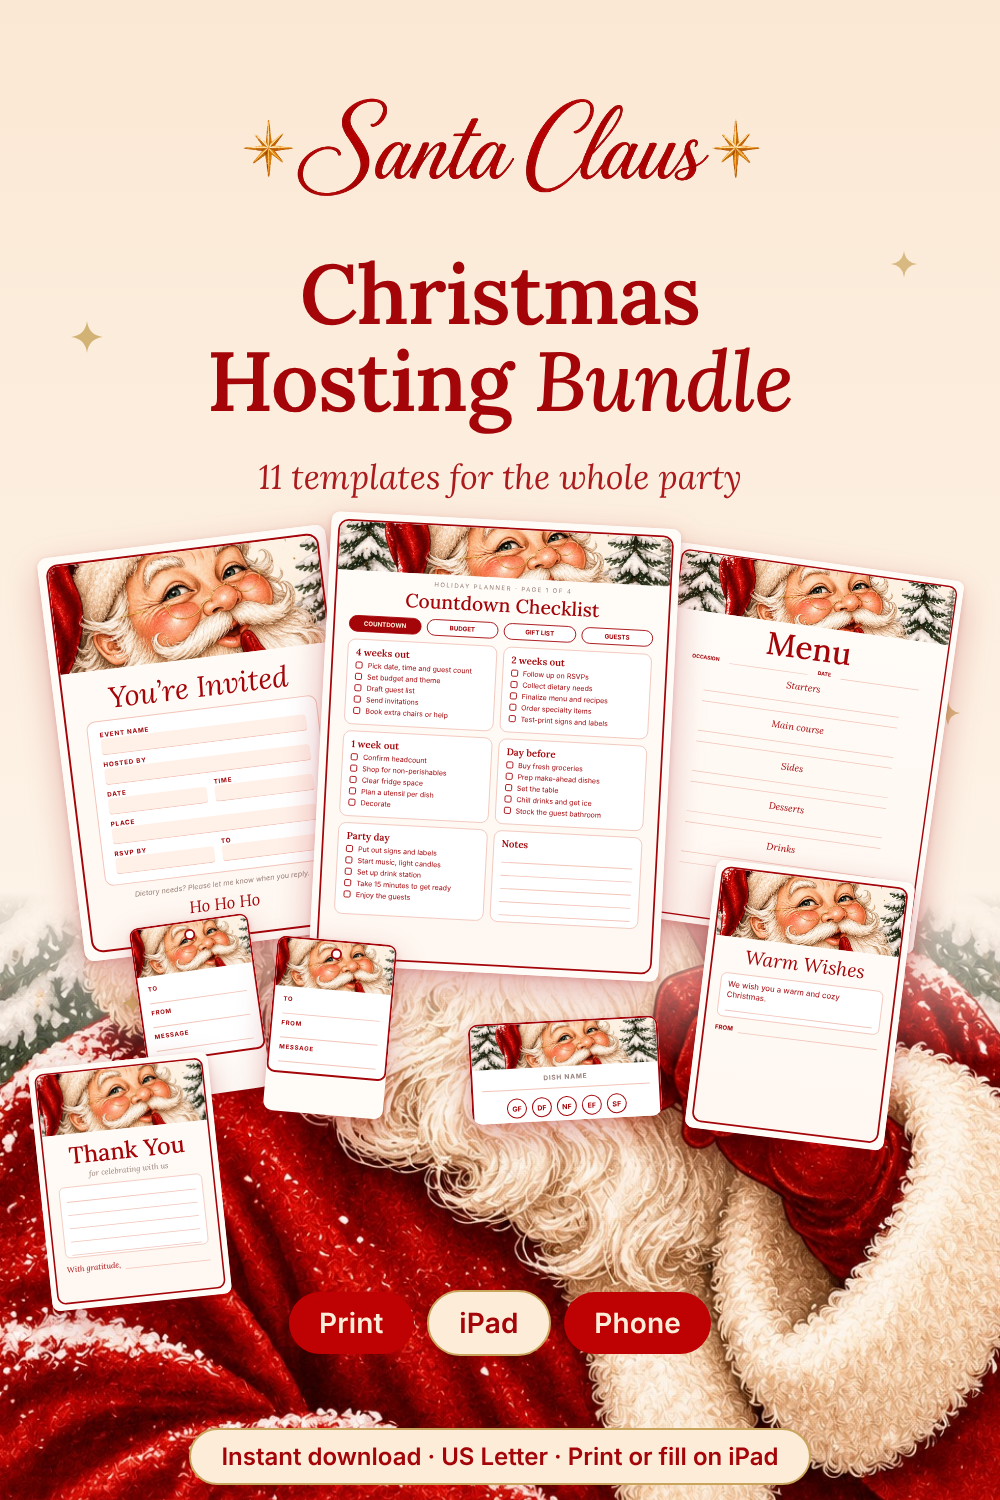 Santa Claus
Christmas
Hosting Bundle
11 templates for the whole party
You're Invited
EVENT NAME
HOSTED BY
DATE
TIME
PLACE
RSVP BY
TO
Dietary needs? Please let me know when you reply.
Ho Ho Ho
HOLIDAY PLANNER · PAGE 1 OF 4
Countdown Checklist
COUNTDOWN
BUDGET
GIFT LIST
GUESTS
4 weeks out
Pick date, time and guest count
Set budget and theme
Draft guest list
Send invitations
Book extra chairs or help
2 weeks out
Follow up on RSVPs
Collect dietary needs
Finalize menu and recipes
Order specialty items
Test-print signs and labels
1 week out
Confirm headcount
Shop for non-perishables
Clear fridge space
Plan a utensil per dish
Decorate
Day before
Buy fresh groceries
Prep make-ahead dishes
Set the table
Chill drinks and get ice
Stock the guest bathroom
Party day
Put out signs and labels
Start music, light candles
Set up drink station
Take 15 minutes to get ready
Enjoy the guests
Notes
Menu
OCCASION
DATE
Starters
Main course
Sides
Desserts
Drinks
TO
FROM
MESSAGE
TO
FROM
MESSAGE
DISH NAME
GF DF NF EF SF
Warm Wishes
We wish you a warm and cozy
Christmas.
FROM
Thank You
for celebrating with us
With gratitude,
Print
iPad
Phone
Instant download · US Letter · Print or fill on iPad